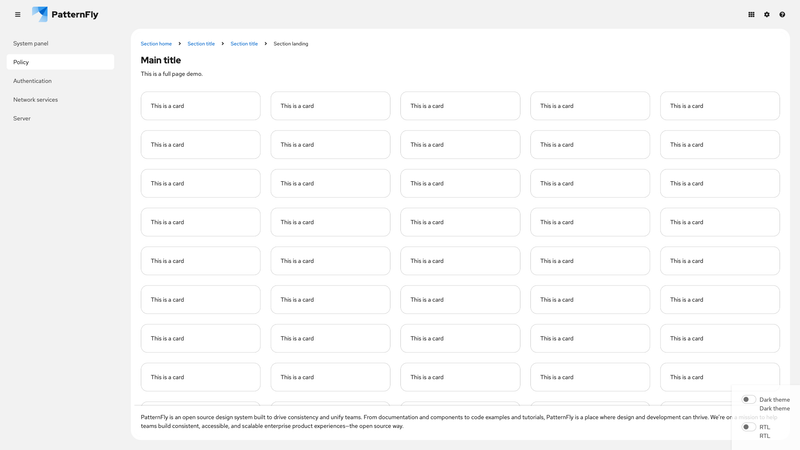 PatternFly
System panel
Policy
Authentication
Network services
Server
Section home Section title Section title Section landing
Main title
This is a full page demo.
This is a card This is a card This is a card This is a card This is a card
This is a card This is a card This is a card This is a card This is a card
This is a card This is a card This is a card This is a card This is a card
This is a card This is a card This is a card This is a card This is a card
This is a card This is a card This is a card This is a card This is a card
This is a card This is a card This is a card This is a card This is a card
This is a card This is a card This is a card This is a card This is a card
This is a card This is a card This is a card This is a card This is a card
PatternFly is an open source design system built to drive consistency and unify teams. From documentation and components to code examples and tutorials, PatternFly is a place where design and development can thrive. We're on a mission to help
teams build consistent, accessible, and scalable enterprise product experiences—the open source way.
Dark theme
Dark theme
RTL
RTL